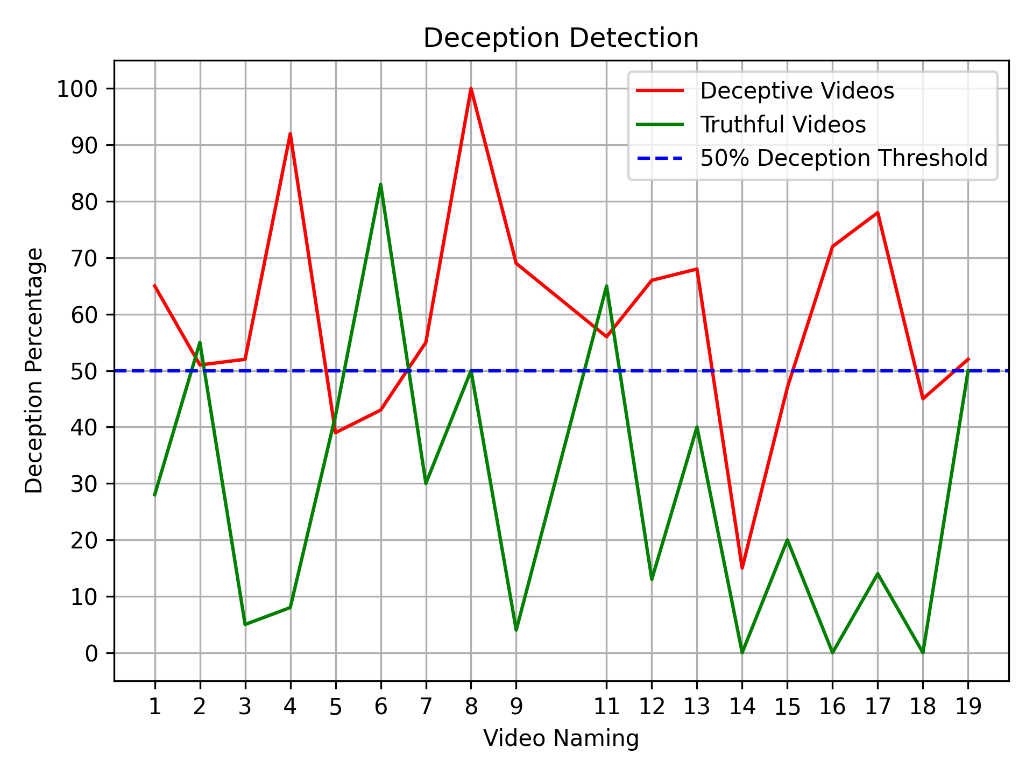 Deception Detection
Deceptive Videos
Truthful Videos
50% Deception Threshold
Deception Percentage
100
90
80
70
60
50
40
30
20
10
0
1 2 3 4 5 6 7 8 9 11 12 13 14 15 16 17 18 19
Video Naming